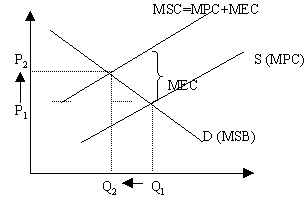 MSC=MPC+MEC
P2
S (MPC)
MEC
P1
D (MSB)
Q2
Q1